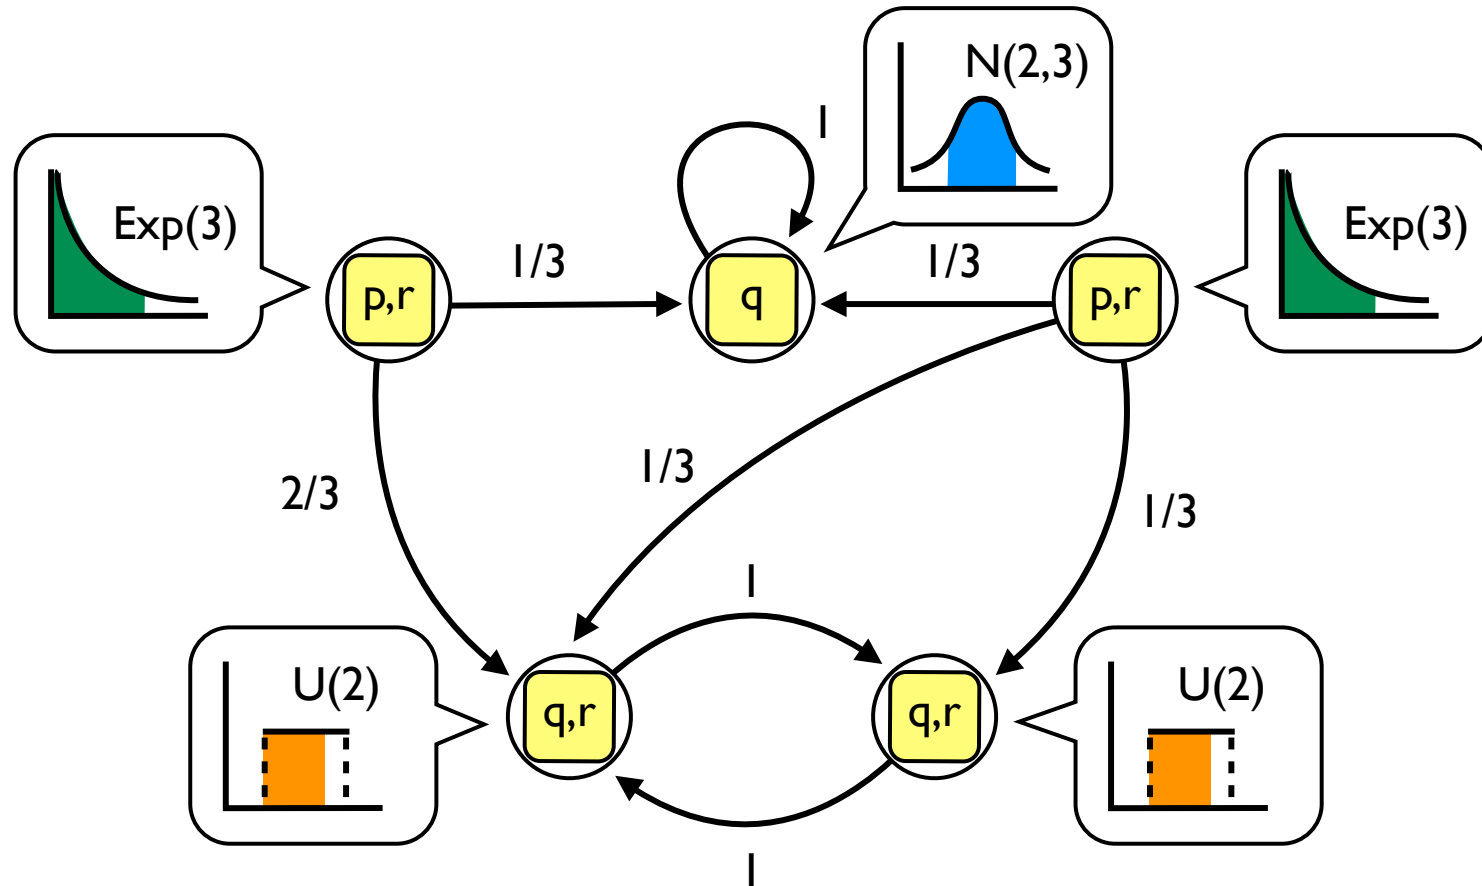 N(2,3)
1
Exp(3)
Exp(3)
1/3
1/3
p,r
q
p,r
1/3
2/3
1/3
1
U(2)
U(2)
q,r
q,r
1